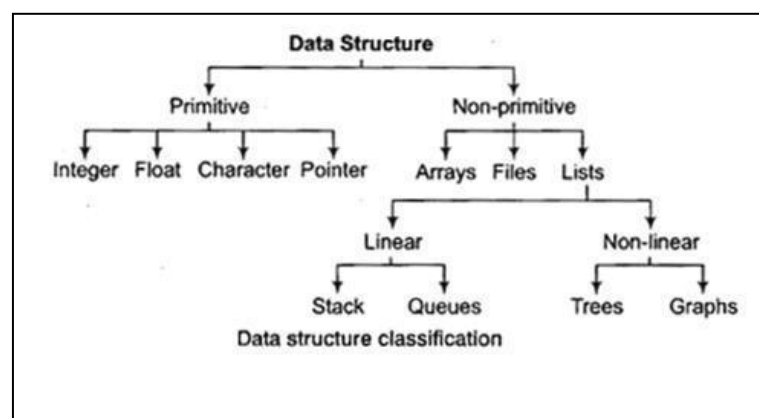 Data Structure
Primitive Non-primitive
Integer Float Character Pointer Arrays Files Lists
Linear Non-linear
Stack Queues Trees Graphs
Data structure classification